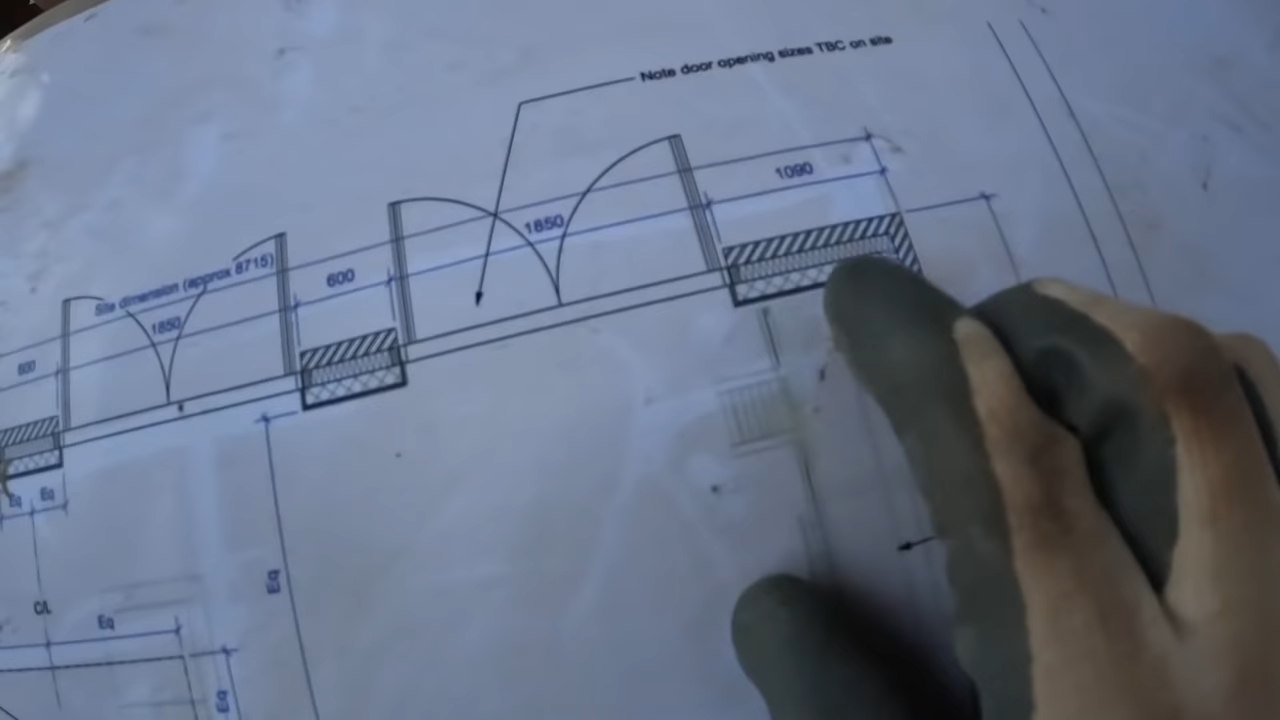 Note door opening sizes TBC on site
1090
1850
600
Site dimension (approx 8715)
1850
600
Eq
Eq
Eq
C/L
Eq
Eq